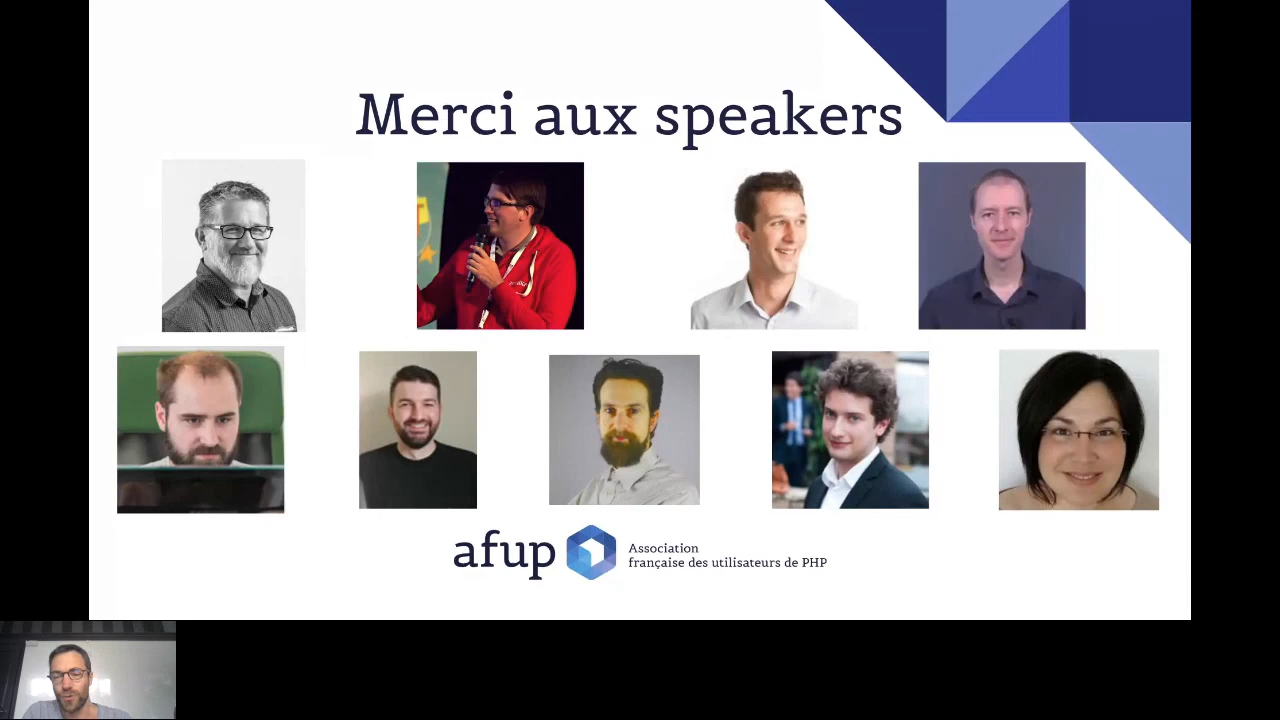 Merci aux speakers
afup
Association
française des utilisateurs de PHP